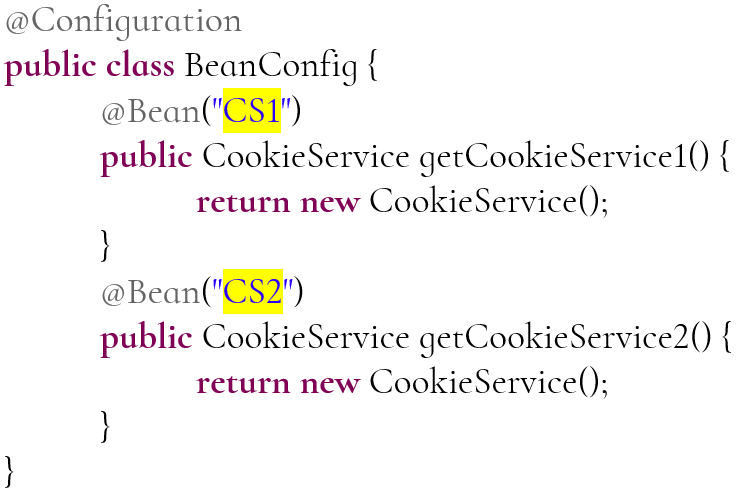 @Configuration
public class BeanConfig {
@Bean("CS1")
public CookieService getCookieService1() {
return new CookieService();
}
@Bean("CS2")
public CookieService getCookieService2() {
return new CookieService();
}
}